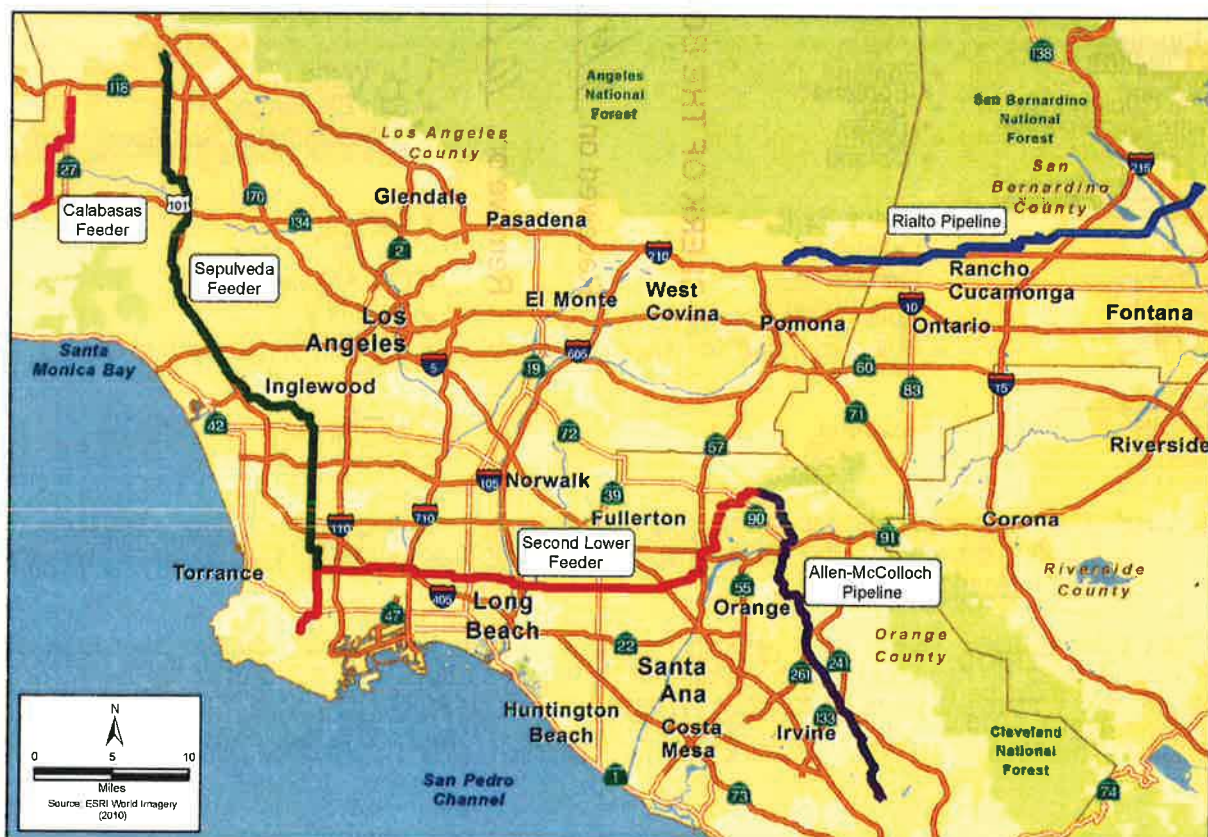 118
Angeles
National
Forest
138
San Bernardino
National
Forest
Los Angeles
County
27
San
Bernardino
County
215
Calabasas
Feeder
101
170
134
Glendale
2
Pasadena
210
Rialto Pipeline
Sepulveda
Feeder
El Monte
West
Covina
Rancho
Cucamonga
Los
Angeles
5
605
Pomona
10
Ontario
Fontana
Santa
Monica Bay
Inglewood
19
60
83
15
42
72
57
71
Riverside
105
Norwalk
39
Fullerton
90
110
710
Second Lower
Feeder
91
Corona
Torrance
405
Long
Beach
47
55
Orange
Allen-McColloch
Pipeline
Riverside
County
22
Santa
Ana
261
241
Orange
County
Huntington
Beach
Costa
Mesa
133
Irvine
Cleveland
National
Forest
San Pedro
Channel
1
73
74
N
0 5 10
Miles
Source: ESRI World Imagery
(2010)